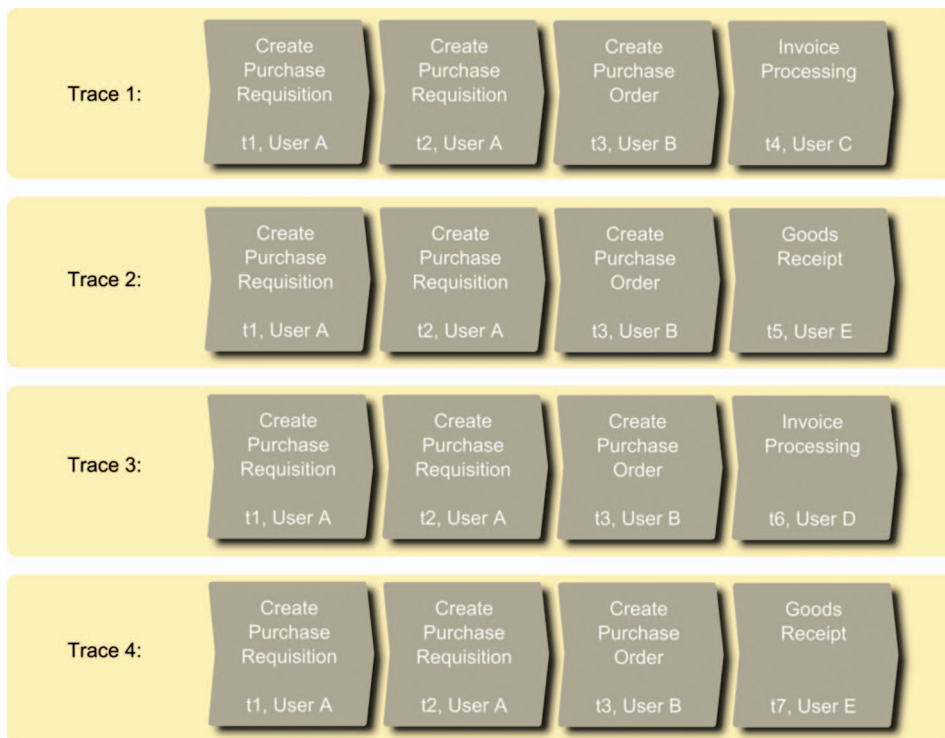 Trace 1:
Create
Purchase
Requisition
t1, User A
Create
Purchase
Requisition
t2, User A
Create
Purchase
Order
t3, User B
Invoice
Processing
t4, User C
Trace 2:
Create
Purchase
Requisition
t1, User A
Create
Purchase
Requisition
t2, User A
Create
Purchase
Order
t3, User B
Goods
Receipt
t5, User E
Trace 3:
Create
Purchase
Requisition
t1, User A
Create
Purchase
Requisition
t2, User A
Create
Purchase
Order
t3, User B
Invoice
Processing
t6, User D
Trace 4:
Create
Purchase
Requisition
t1, User A
Create
Purchase
Requisition
t2, User A
Create
Purchase
Order
t3, User B
Goods
Receipt
t7, User E